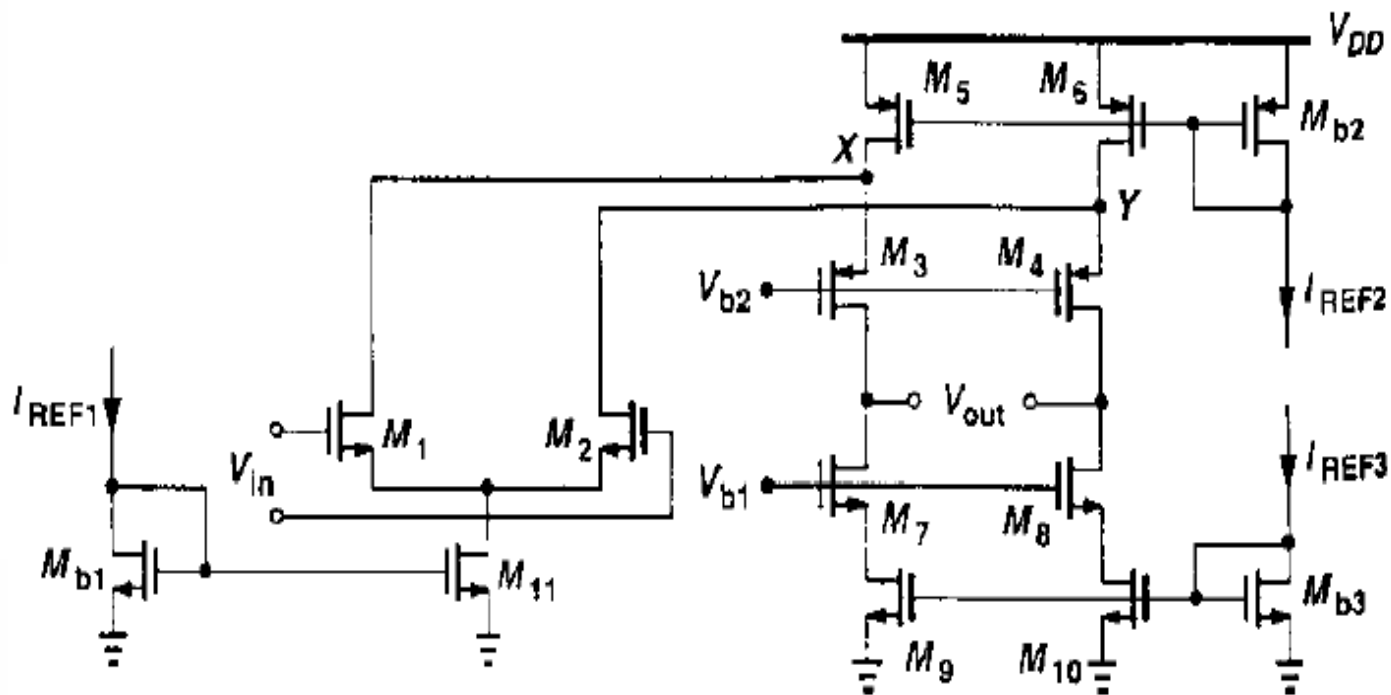 V_DD
M_5
M_6
M_b2
X
Y
M_3
M_4
V_b2
I_REF2
I_REF1
M_1
M_2
V_out
V_in
V_b1
I_REF3
M_7
M_8
M_b1
M_11
M_b3
M_9
M_10